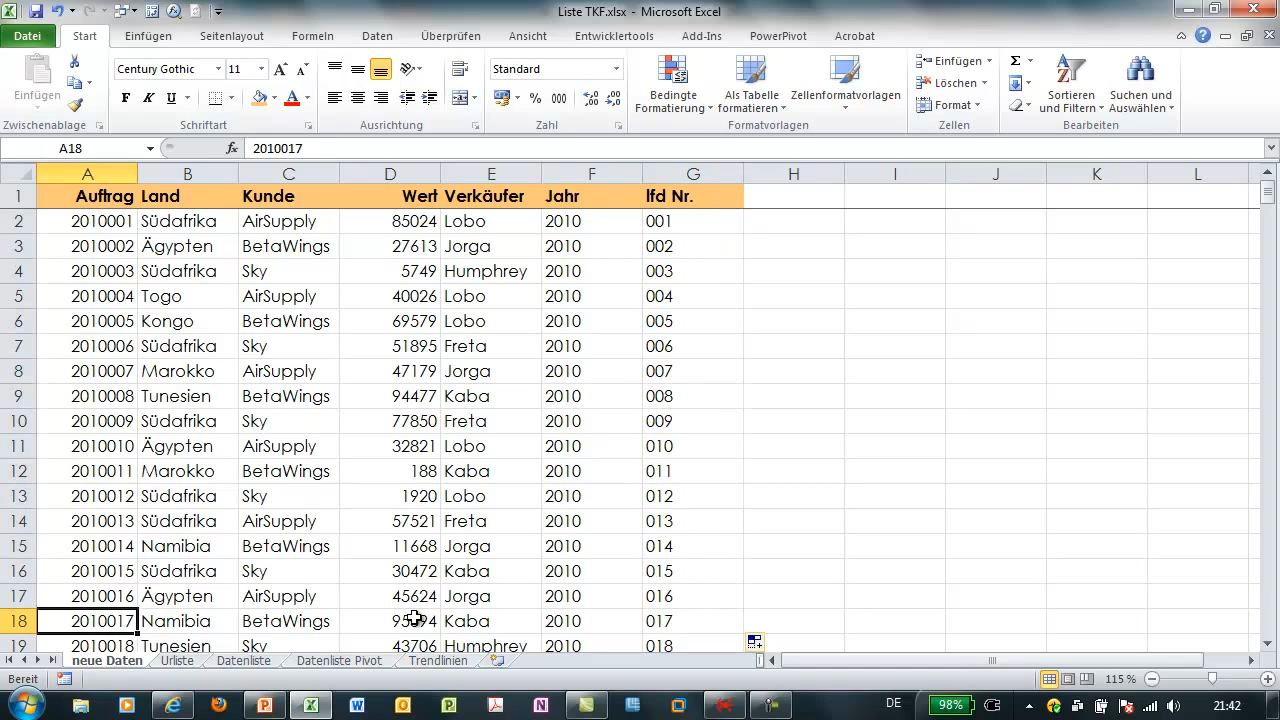 Liste TKF.xlsx - Microsoft Excel
Datei Start Einfügen Seitenlayout Formeln Daten Überprüfen Ansicht Entwicklertools Add-Ins PowerPivot Acrobat
Century Gothic 11 Standard Einfügen Σ
Einfügen F K U % 000 Bedingte Formatierung Als Tabelle formatieren Zellenformatvorlagen Löschen Format Sortieren und Filtern Suchen und Auswählen
Zwischenablage Schriftart Ausrichtung Zahl Formatvorlagen Zellen Bearbeiten
A18 fx 2010017
A B C D E F G H I J K L
1 Auftrag Land Kunde Wert Verkäufer Jahr lfd Nr.
2 2010001 Südafrika AirSupply 85024 Lobo 2010 001
3 2010002 Ägypten BetaWings 27613 Jorga 2010 002
4 2010003 Südafrika Sky 5749 Humphrey 2010 003
5 2010004 Togo AirSupply 40026 Lobo 2010 004
6 2010005 Kongo BetaWings 69579 Lobo 2010 005
7 2010006 Südafrika Sky 51895 Freta 2010 006
8 2010007 Marokko AirSupply 47179 Jorga 2010 007
9 2010008 Tunesien BetaWings 94477 Kaba 2010 008
10 2010009 Südafrika Sky 77850 Freta 2010 009
11 2010010 Ägypten AirSupply 32821 Lobo 2010 010
12 2010011 Marokko BetaWings 188 Kaba 2010 011
13 2010012 Südafrika Sky 1920 Lobo 2010 012
14 2010013 Südafrika AirSupply 57521 Freta 2010 013
15 2010014 Namibia BetaWings 11668 Jorga 2010 014
16 2010015 Südafrika Sky 30472 Kaba 2010 015
17 2010016 Ägypten AirSupply 45624 Jorga 2010 016
18 2010017 Namibia BetaWings Kaba 2010 017
19 2010018 Tunesien Sky 43706 Humphrey 2010 018
neue Daten Urliste Datenliste Datenliste Pivot Trendlinien
Bereit 115 %
DE 98% 21:42